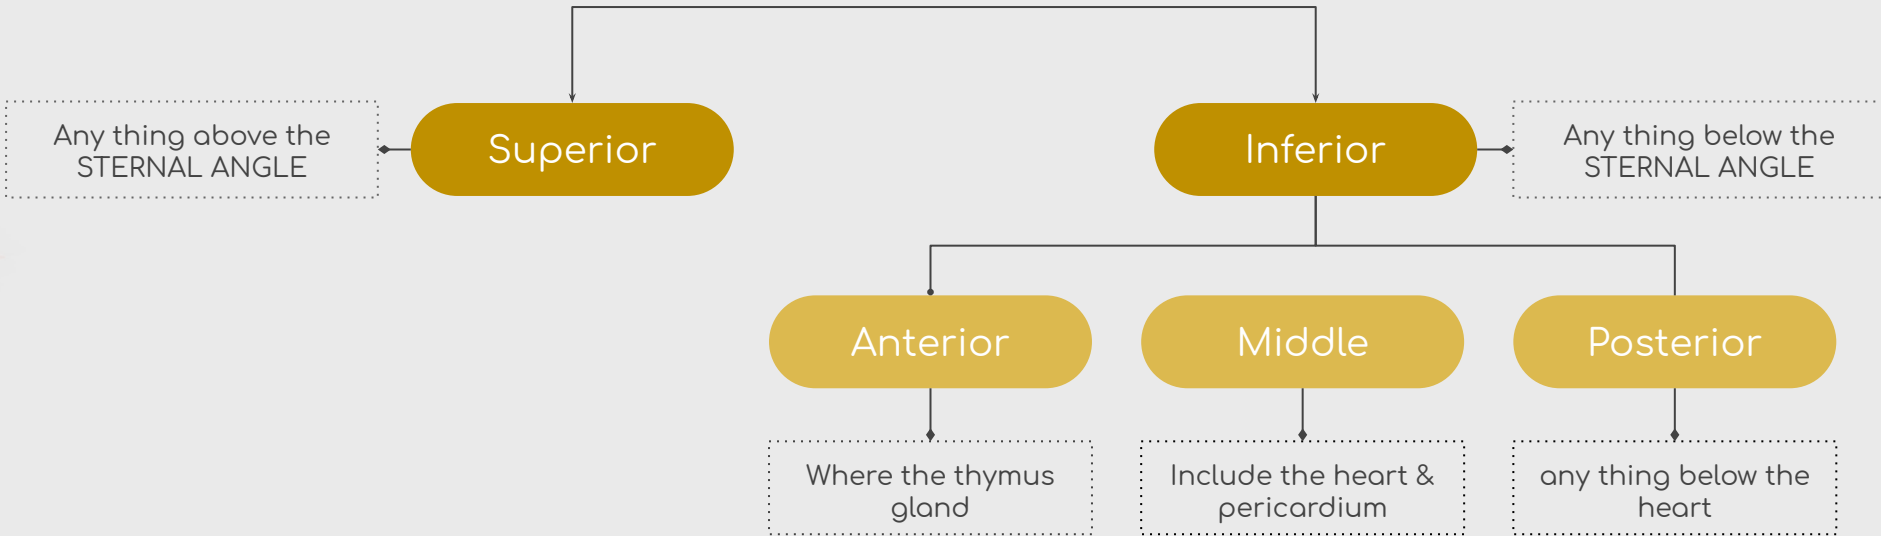 Any thing above the
STERNAL ANGLE
Superior
Inferior
Any thing below the
STERNAL ANGLE
Anterior
Middle
Posterior
Where the thymus
gland
Include the heart &
pericardium
any thing below the
heart